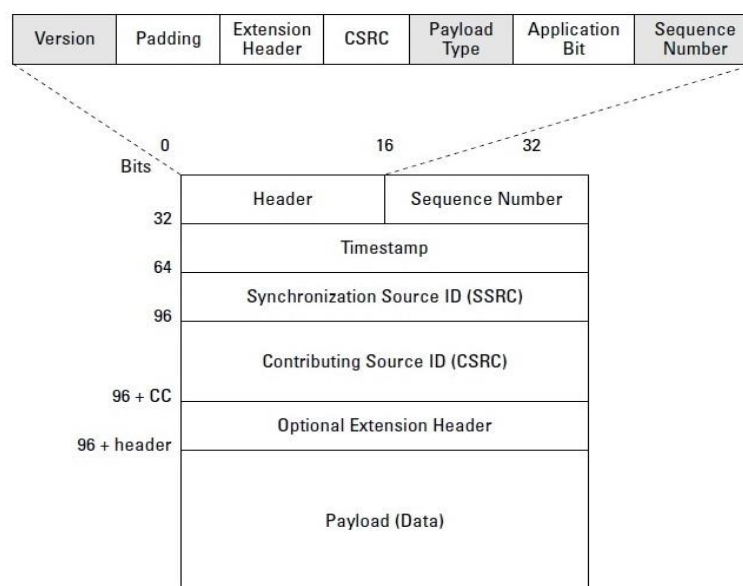 Version Padding Extension Header CSRC Payload Type Application Bit Sequence Number
0 16 32
Bits
Header Sequence Number
32
Timestamp
64
Synchronization Source ID (SSRC)
96
Contributing Source ID (CSRC)
96 + CC
Optional Extension Header
96 + header
Payload (Data)